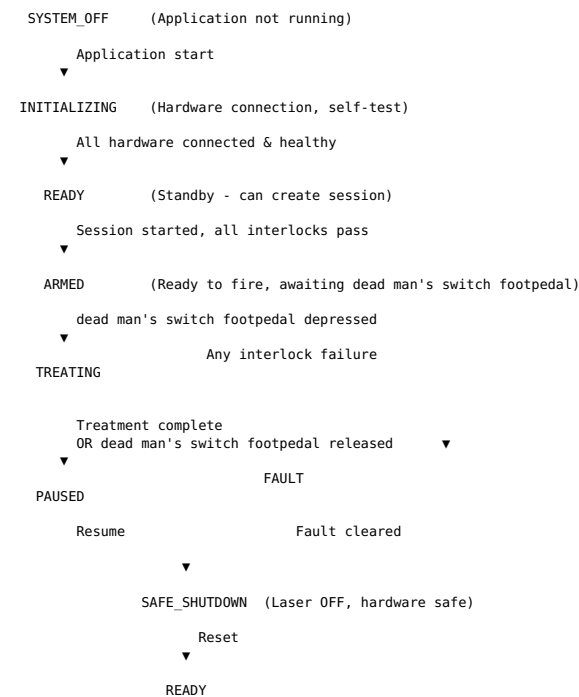 SYSTEM_OFF (Application not running)
Application start
▼
INITIALIZING (Hardware connection, self-test)
All hardware connected & healthy
▼
READY (Standby - can create session)
Session started, all interlocks pass
▼
ARMED (Ready to fire, awaiting dead man's switch footpedal)
dead man's switch footpedal depressed
▼
Any interlock failure
TREATING
Treatment complete
OR dead man's switch footpedal released ▼
▼
FAULT
PAUSED
Resume Fault cleared
▼
SAFE_SHUTDOWN (Laser OFF, hardware safe)
Reset
▼
READY